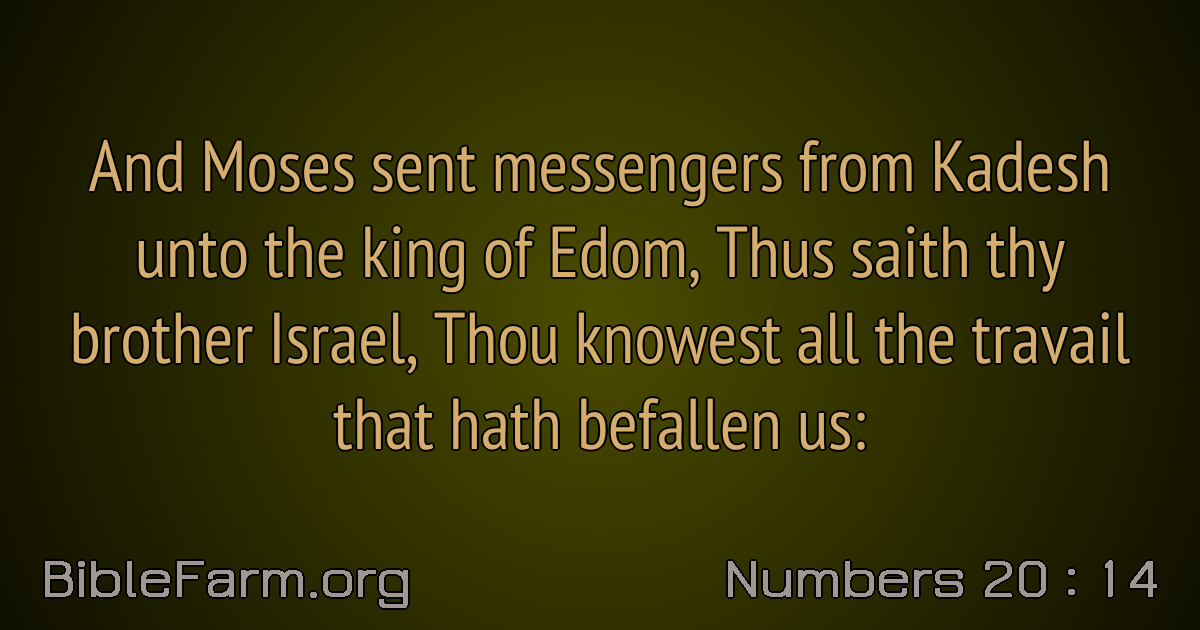 And Moses sent messengers from Kadesh
unto the king of Edom, Thus saith thy
brother Israel, Thou knowest all the travail
that hath befallen us:
BibleFarm.org
Numbers 20 : 14